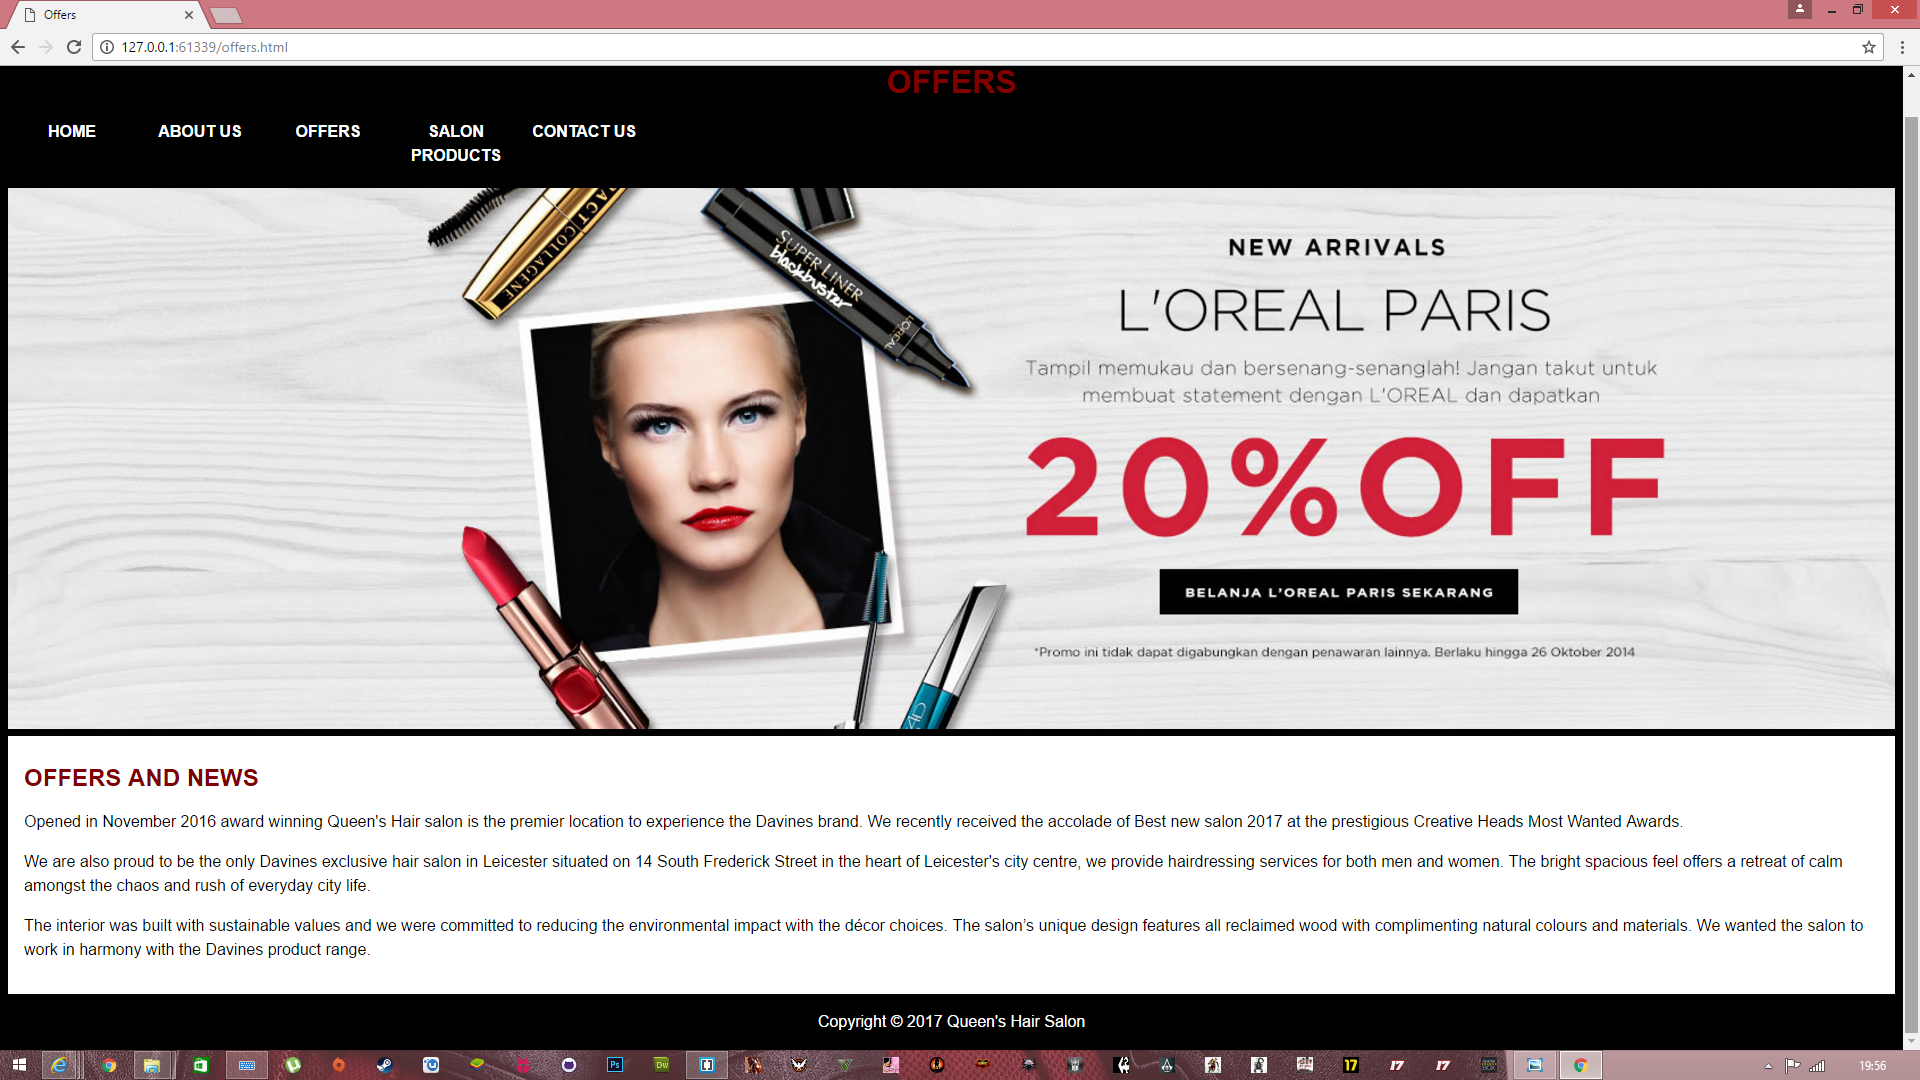 Offers
127.0.0.1:61339/offers.html
OFFERS
HOME
ABOUT US
OFFERS
SALON
PRODUCTS
CONTACT US
COLLAGENE
SUPER LINER
blackbuster
L'OREAL
NEW ARRIVALS
L'OREAL PARIS
Tampil memukau dan bersenang-senanglah! Jangan takut untuk
membuat statement dengan L'OREAL dan dapatkan
20%OFF
BELANJA L'OREAL PARIS SEKARANG
*Promo ini tidak dapat digabungkan dengan penawaran lainnya. Berlaku hingga 26 Oktober 2014
OFFERS AND NEWS
Opened in November 2016 award winning Queen's Hair salon is the premier location to experience the Davines brand. We recently received the accolade of Best new salon 2017 at the prestigious Creative Heads Most Wanted Awards.
We are also proud to be the only Davines exclusive hair salon in Leicester situated on 14 South Frederick Street in the heart of Leicester's city centre, we provide hairdressing services for both men and women. The bright spacious feel offers a retreat of calm
amongst the chaos and rush of everyday city life.
The interior was built with sustainable values and we were committed to reducing the environmental impact with the décor choices. The salon’s unique design features all reclaimed wood with complimenting natural colours and materials. We wanted the salon to
work in harmony with the Davines product range.
Copyright © 2017 Queen's Hair Salon
Ps
Dw
17
17
17
19:56